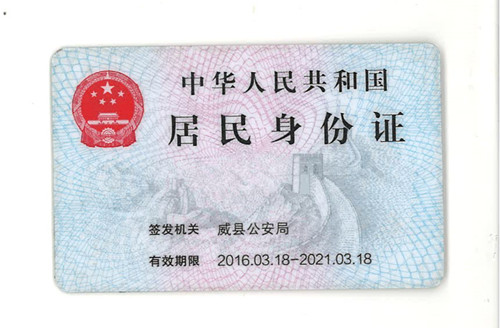 中华人民共和国
居民身份证
签发机关 威县公安局
有效期限 2016.03.18-2021.03.18